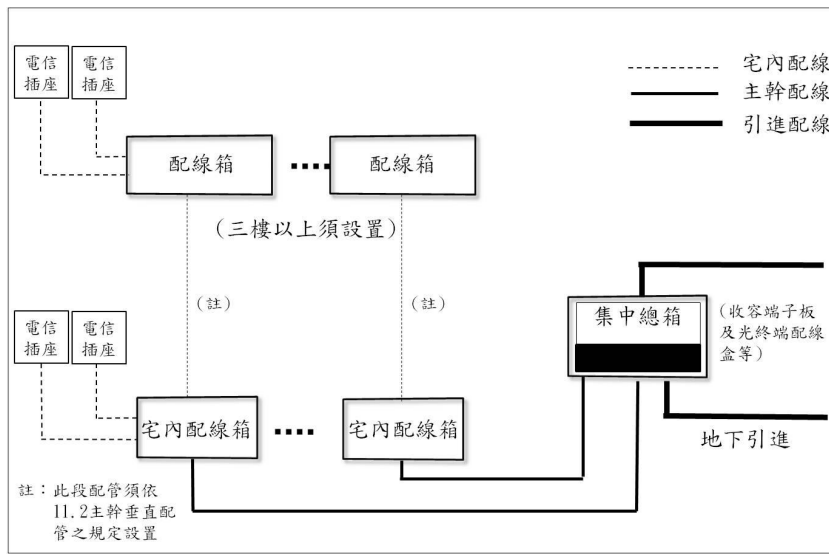 電信
插座
電信
插座
宅內配線
主幹配線
引進配線
配線箱
配線箱
(三樓以上須設置)
(註)
(註)
電信
插座
電信
插座
集中總箱
(收容端子板
及光終端配線
盒等)
宅內配線箱
宅內配線箱
地下引進
註：此段配管須依
11.2主幹垂直配
管之規定設置